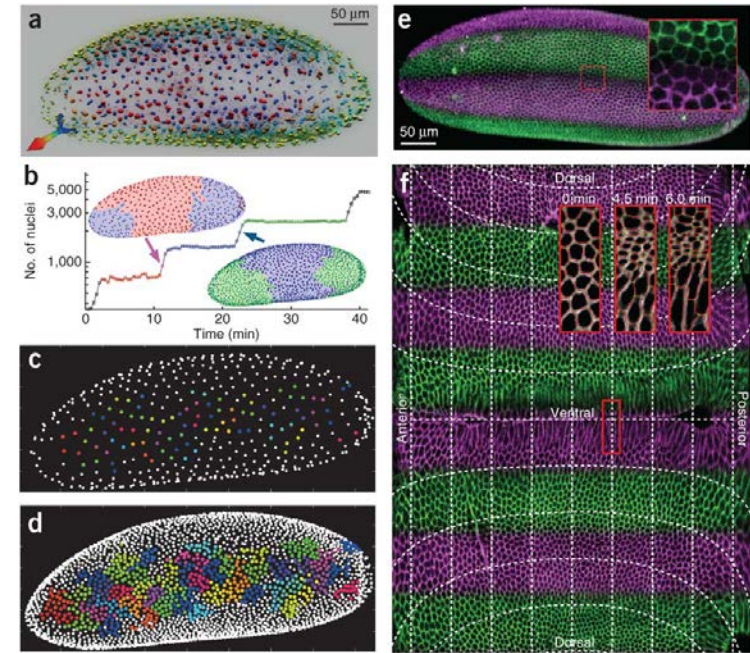 a
50 μm
b
No. of nuclei
5,000
3,000
1,000
0
10
20
30
40
Time (min)
c
d
e
50 μm
f
Dorsal
0 min
4.5 min
6.0 min
Anterior
Ventral
Posterior
Dorsal